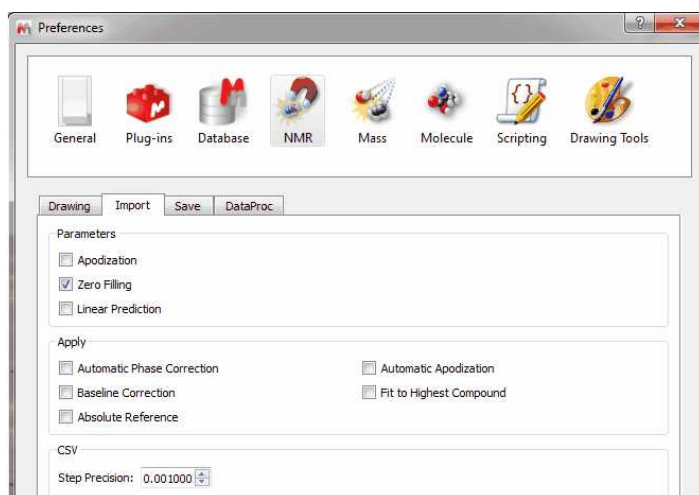 Preferences
General Plug-ins Database NMR Mass Molecule Scripting Drawing Tools
Drawing Import Save DataProc
Parameters
Apodization
Zero Filling
Linear Prediction
Apply
Automatic Phase Correction Automatic Apodization
Baseline Correction Fit to Highest Compound
Absolute Reference
CSV
Step Precision: 0.001000